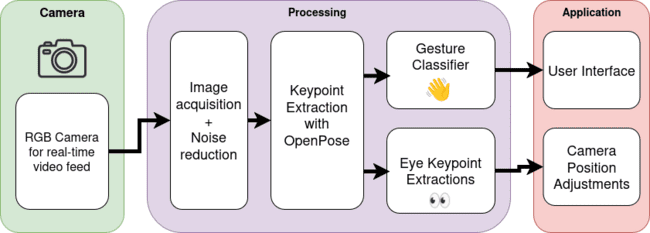 Camera
RGB Camera
for real-time
video feed
Processing
Image
acquisition
+
Noise
reduction
Keypoint
Extraction
with
OpenPose
Gesture
Classifier
Eye Keypoint
Extractions
Application
User Interface
Camera
Position
Adjustments